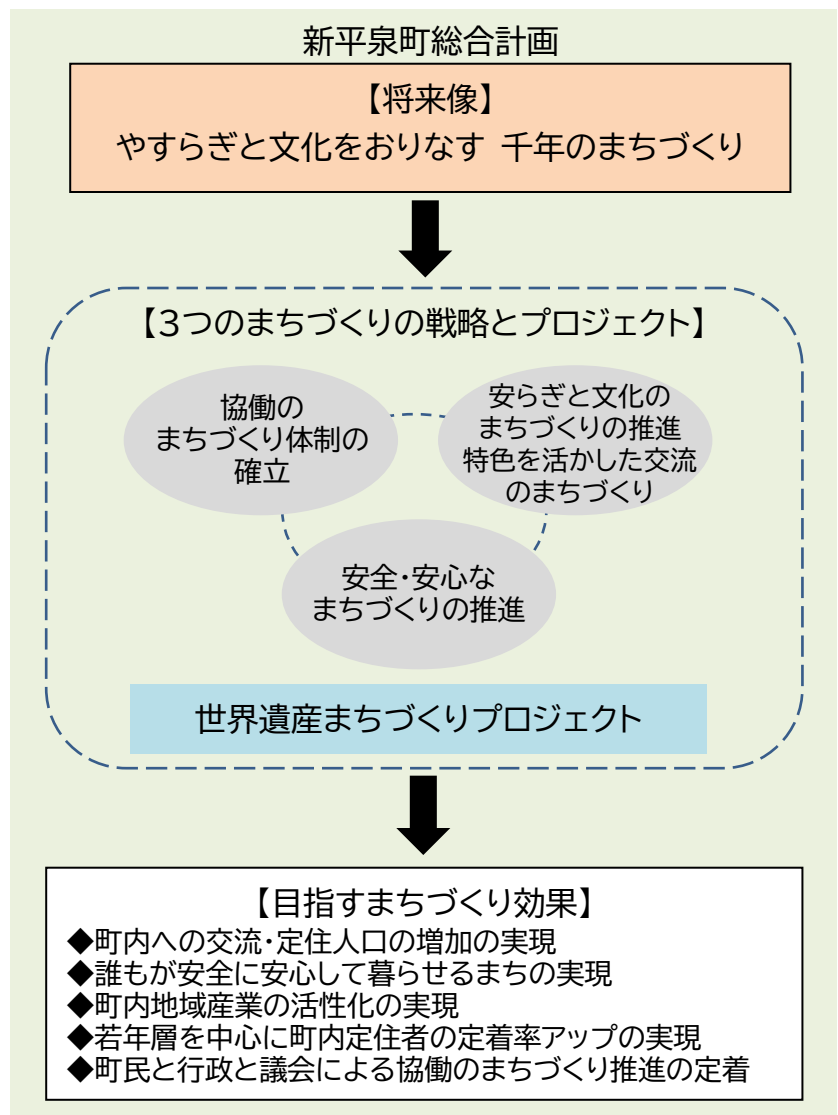 新平泉町総合計画
【将来像】
やすらぎと文化をおりなす 千年のまちづくり
【３つのまちづくりの戦略とプロジェクト】
協働の
まちづくり体制の
確立
安らぎと文化の
まちづくりの推進
特色を活かした交流
のまちづくり
安全・安心な
まちづくりの推進
世界遺産まちづくりプロジェクト
【目指すまちづくり効果】
◆町内への交流・定住人口の増加の実現
◆誰もが安全に安心して暮らせるまちの実現
◆町内地域産業の活性化の実現
◆若年層を中心に町内定住者の定着率アップの実現
◆町民と行政と議会による協働のまちづくり推進の定着